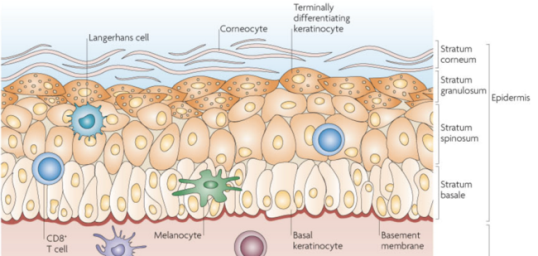 Terminally
differentiating
keratinocyte
Corneocyte
Langerhans cell
Stratum
corneum
Stratum
granulosum
Epidermis
Stratum
spinosum
Stratum
basale
CD8⁺
T cell
Melanocyte
Basal
keratinocyte
Basement
membrane